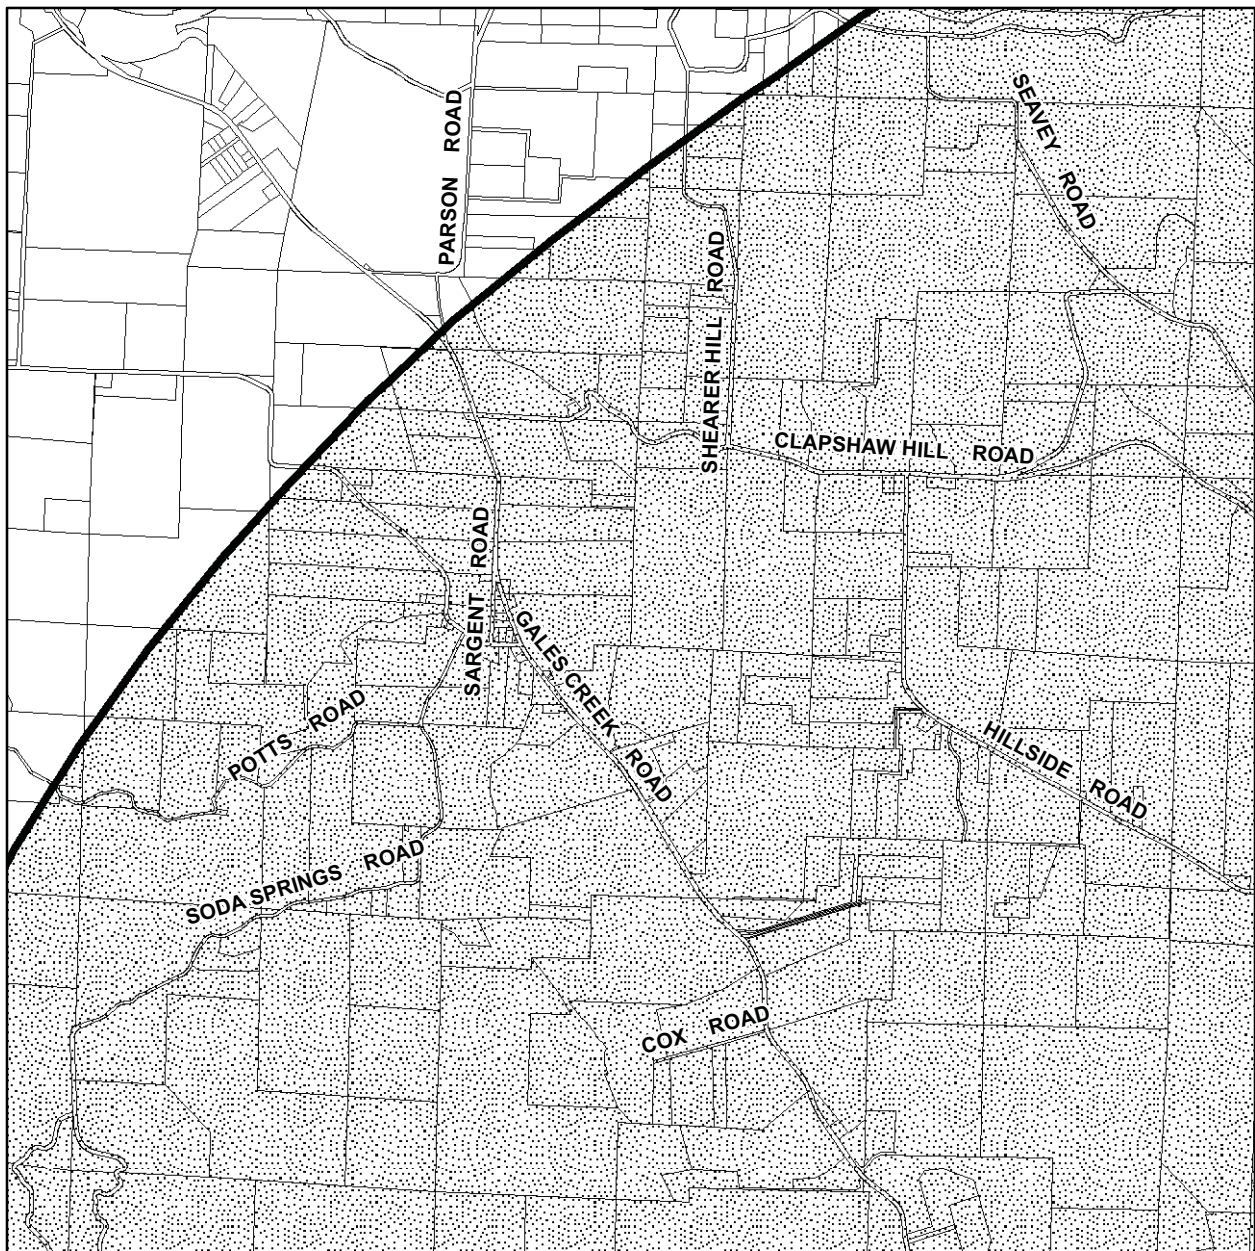 SEAVEY ROAD
PARSON ROAD
SHEARER HILL ROAD
CLAPSHAW HILL ROAD
SARGENT ROAD
GALES CREEK ROAD
POTTS ROAD
HILLSIDE ROAD
SODA SPRINGS ROAD
COX ROAD